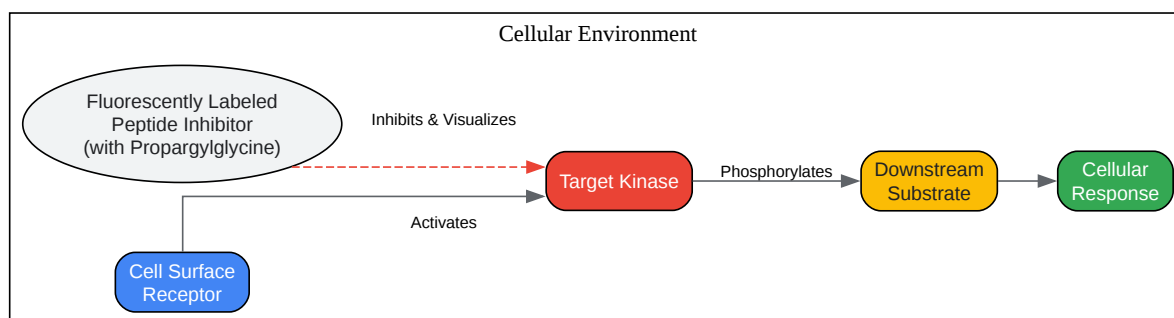 Cellular Environment
Fluorescently Labeled
Peptide Inhibitor
(with Propargylglycine)
Inhibits & Visualizes
Target Kinase
Phosphorylates
Downstream
Substrate
Cellular
Response
Activates
Cell Surface
Receptor